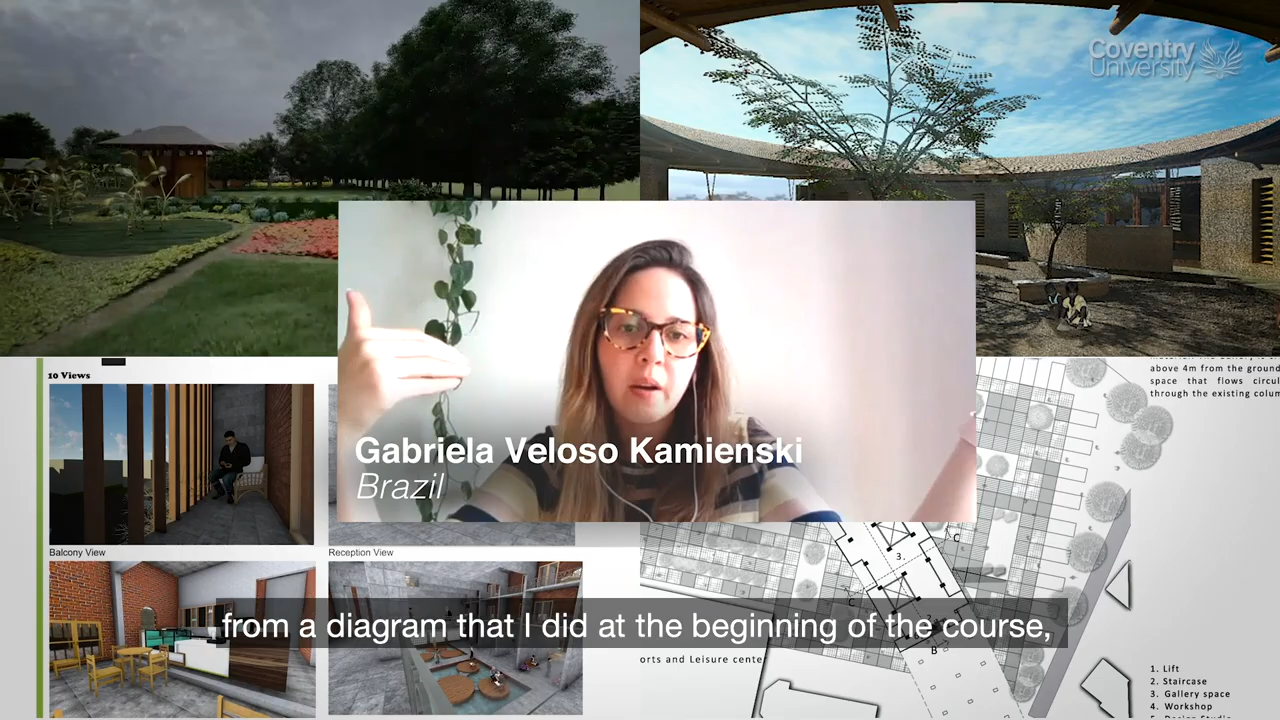 Coventry
University
10 Views
above 4m from the ground
space that flows circul
through the existing colum
Gabriela Veloso Kamienski
Brazil
Balcony View
Reception View
3.
C
C
from a diagram that I did at the beginning of the course,
B
orts and Leisure cente
1. Lift
2. Staircase
3. Gallery space
4. Workshop